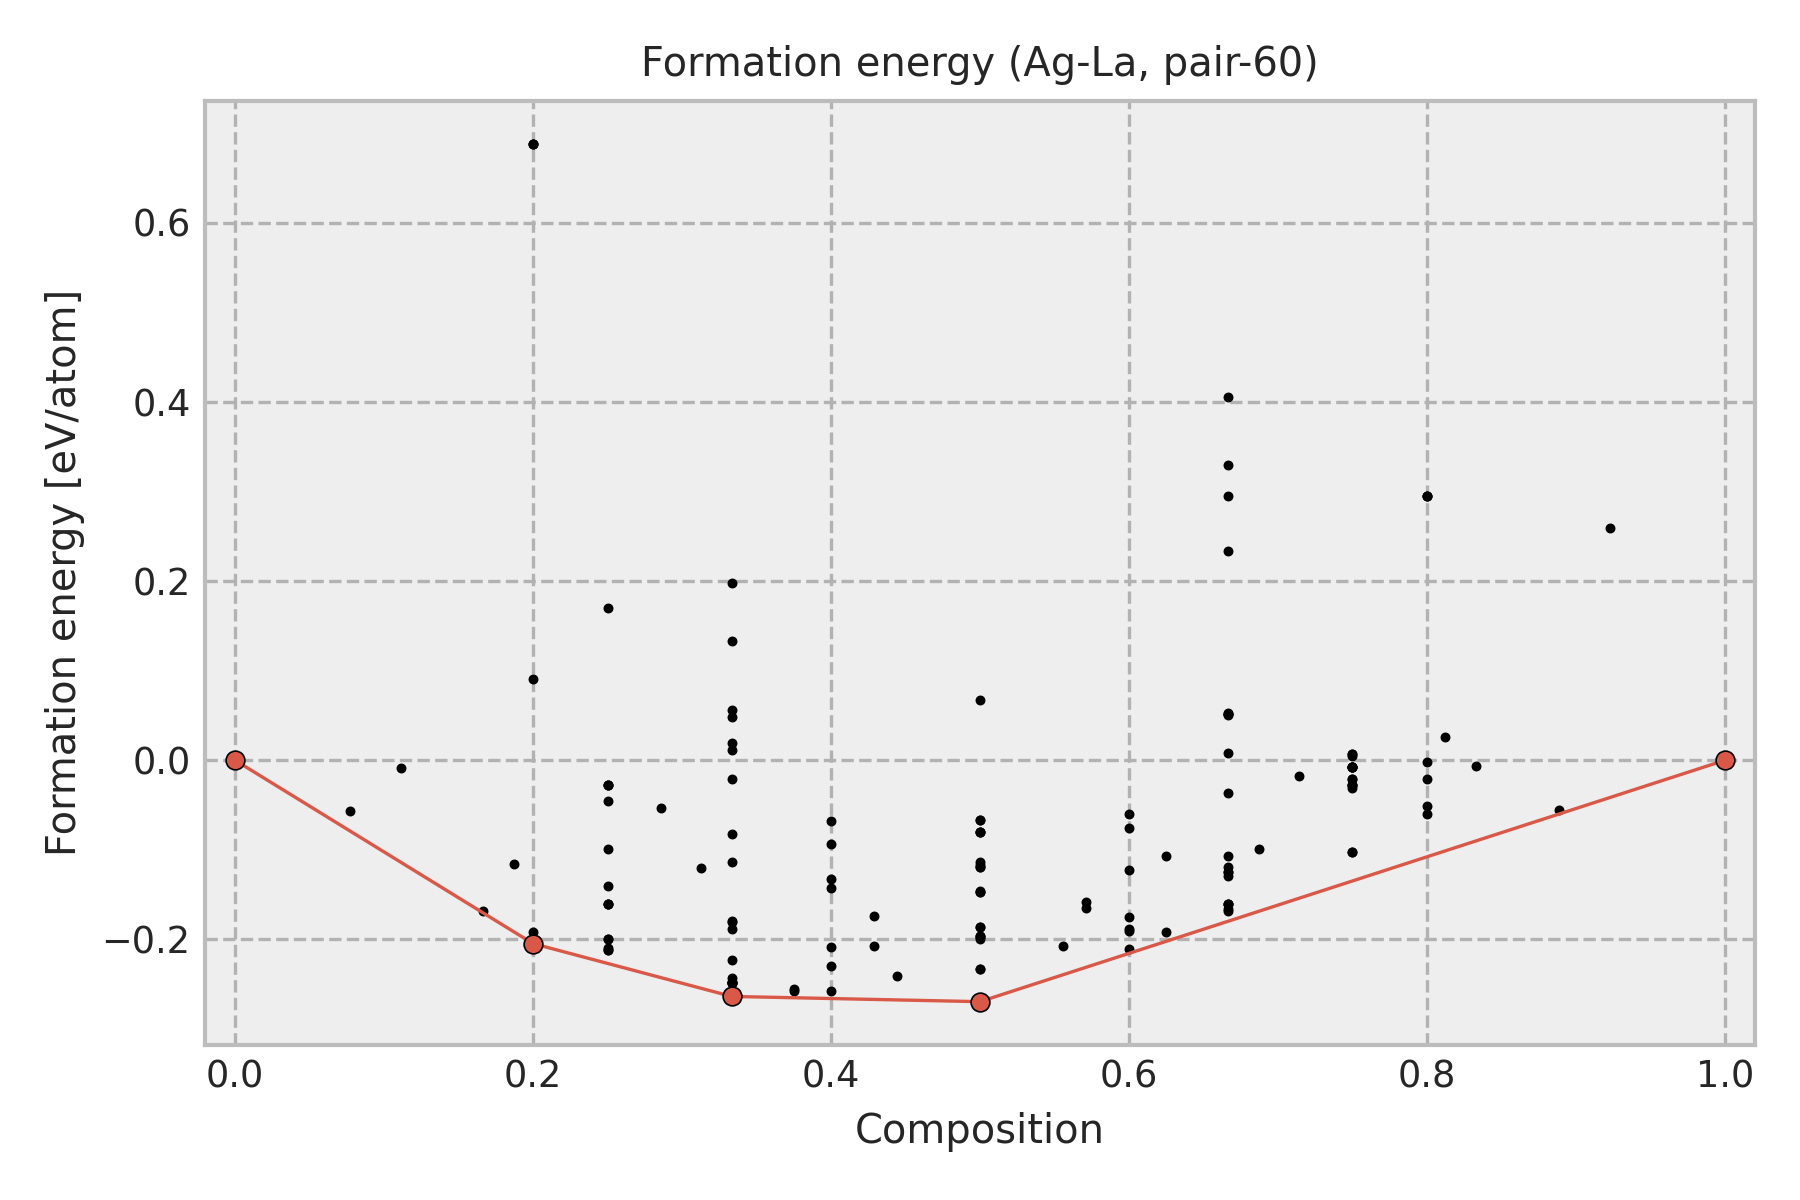 Formation energy (Ag-La, pair-60)
Formation energy [eV/atom]
0.6
0.4
0.2
0.0
−0.2
0.0 0.2 0.4 0.6 0.8 1.0
Composition